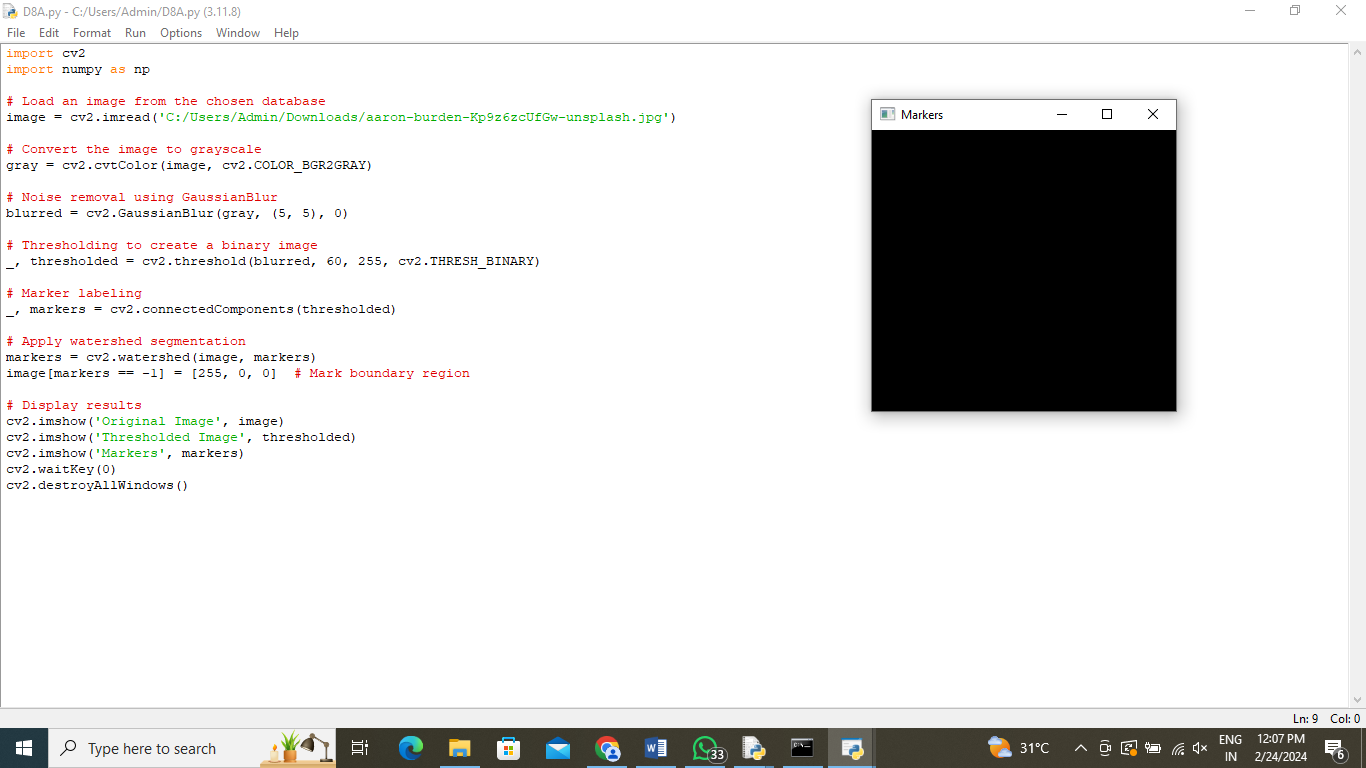 D8A.py - C:/Users/Admin/D8A.py (3.11.8)
File Edit Format Run Options Window Help
import cv2
import numpy as np
# Load an image from the chosen database
image = cv2.imread('C:/Users/Admin/Downloads/aaron-burden-Kp9z6zcUfGw-unsplash.jpg')
# Convert the image to grayscale
gray = cv2.cvtColor(image, cv2.COLOR_BGR2GRAY)
# Noise removal using GaussianBlur
blurred = cv2.GaussianBlur(gray, (5, 5), 0)
# Thresholding to create a binary image
_, thresholded = cv2.threshold(blurred, 60, 255, cv2.THRESH_BINARY)
# Marker labeling
_, markers = cv2.connectedComponents(thresholded)
# Apply watershed segmentation
markers = cv2.watershed(image, markers)
image[markers == -1] = [255, 0, 0]  # Mark boundary region
# Display results
cv2.imshow('Original Image', image)
cv2.imshow('Thresholded Image', thresholded)
cv2.imshow('Markers', markers)
cv2.waitKey(0)
cv2.destroyAllWindows()
Markers
Ln: 9 Col: 0
Type here to search
33
31°C
ENG
IN
12:07 PM
2/24/2024
6